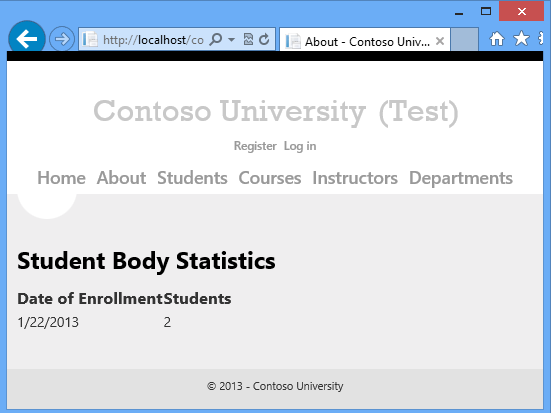 http://localhost/co
About - Contoso Univ...
Contoso University (Test)
Register Log in
Home About Students Courses Instructors Departments
Student Body Statistics
Date of Enrollment Students
1/22/2013 2
© 2013 - Contoso University